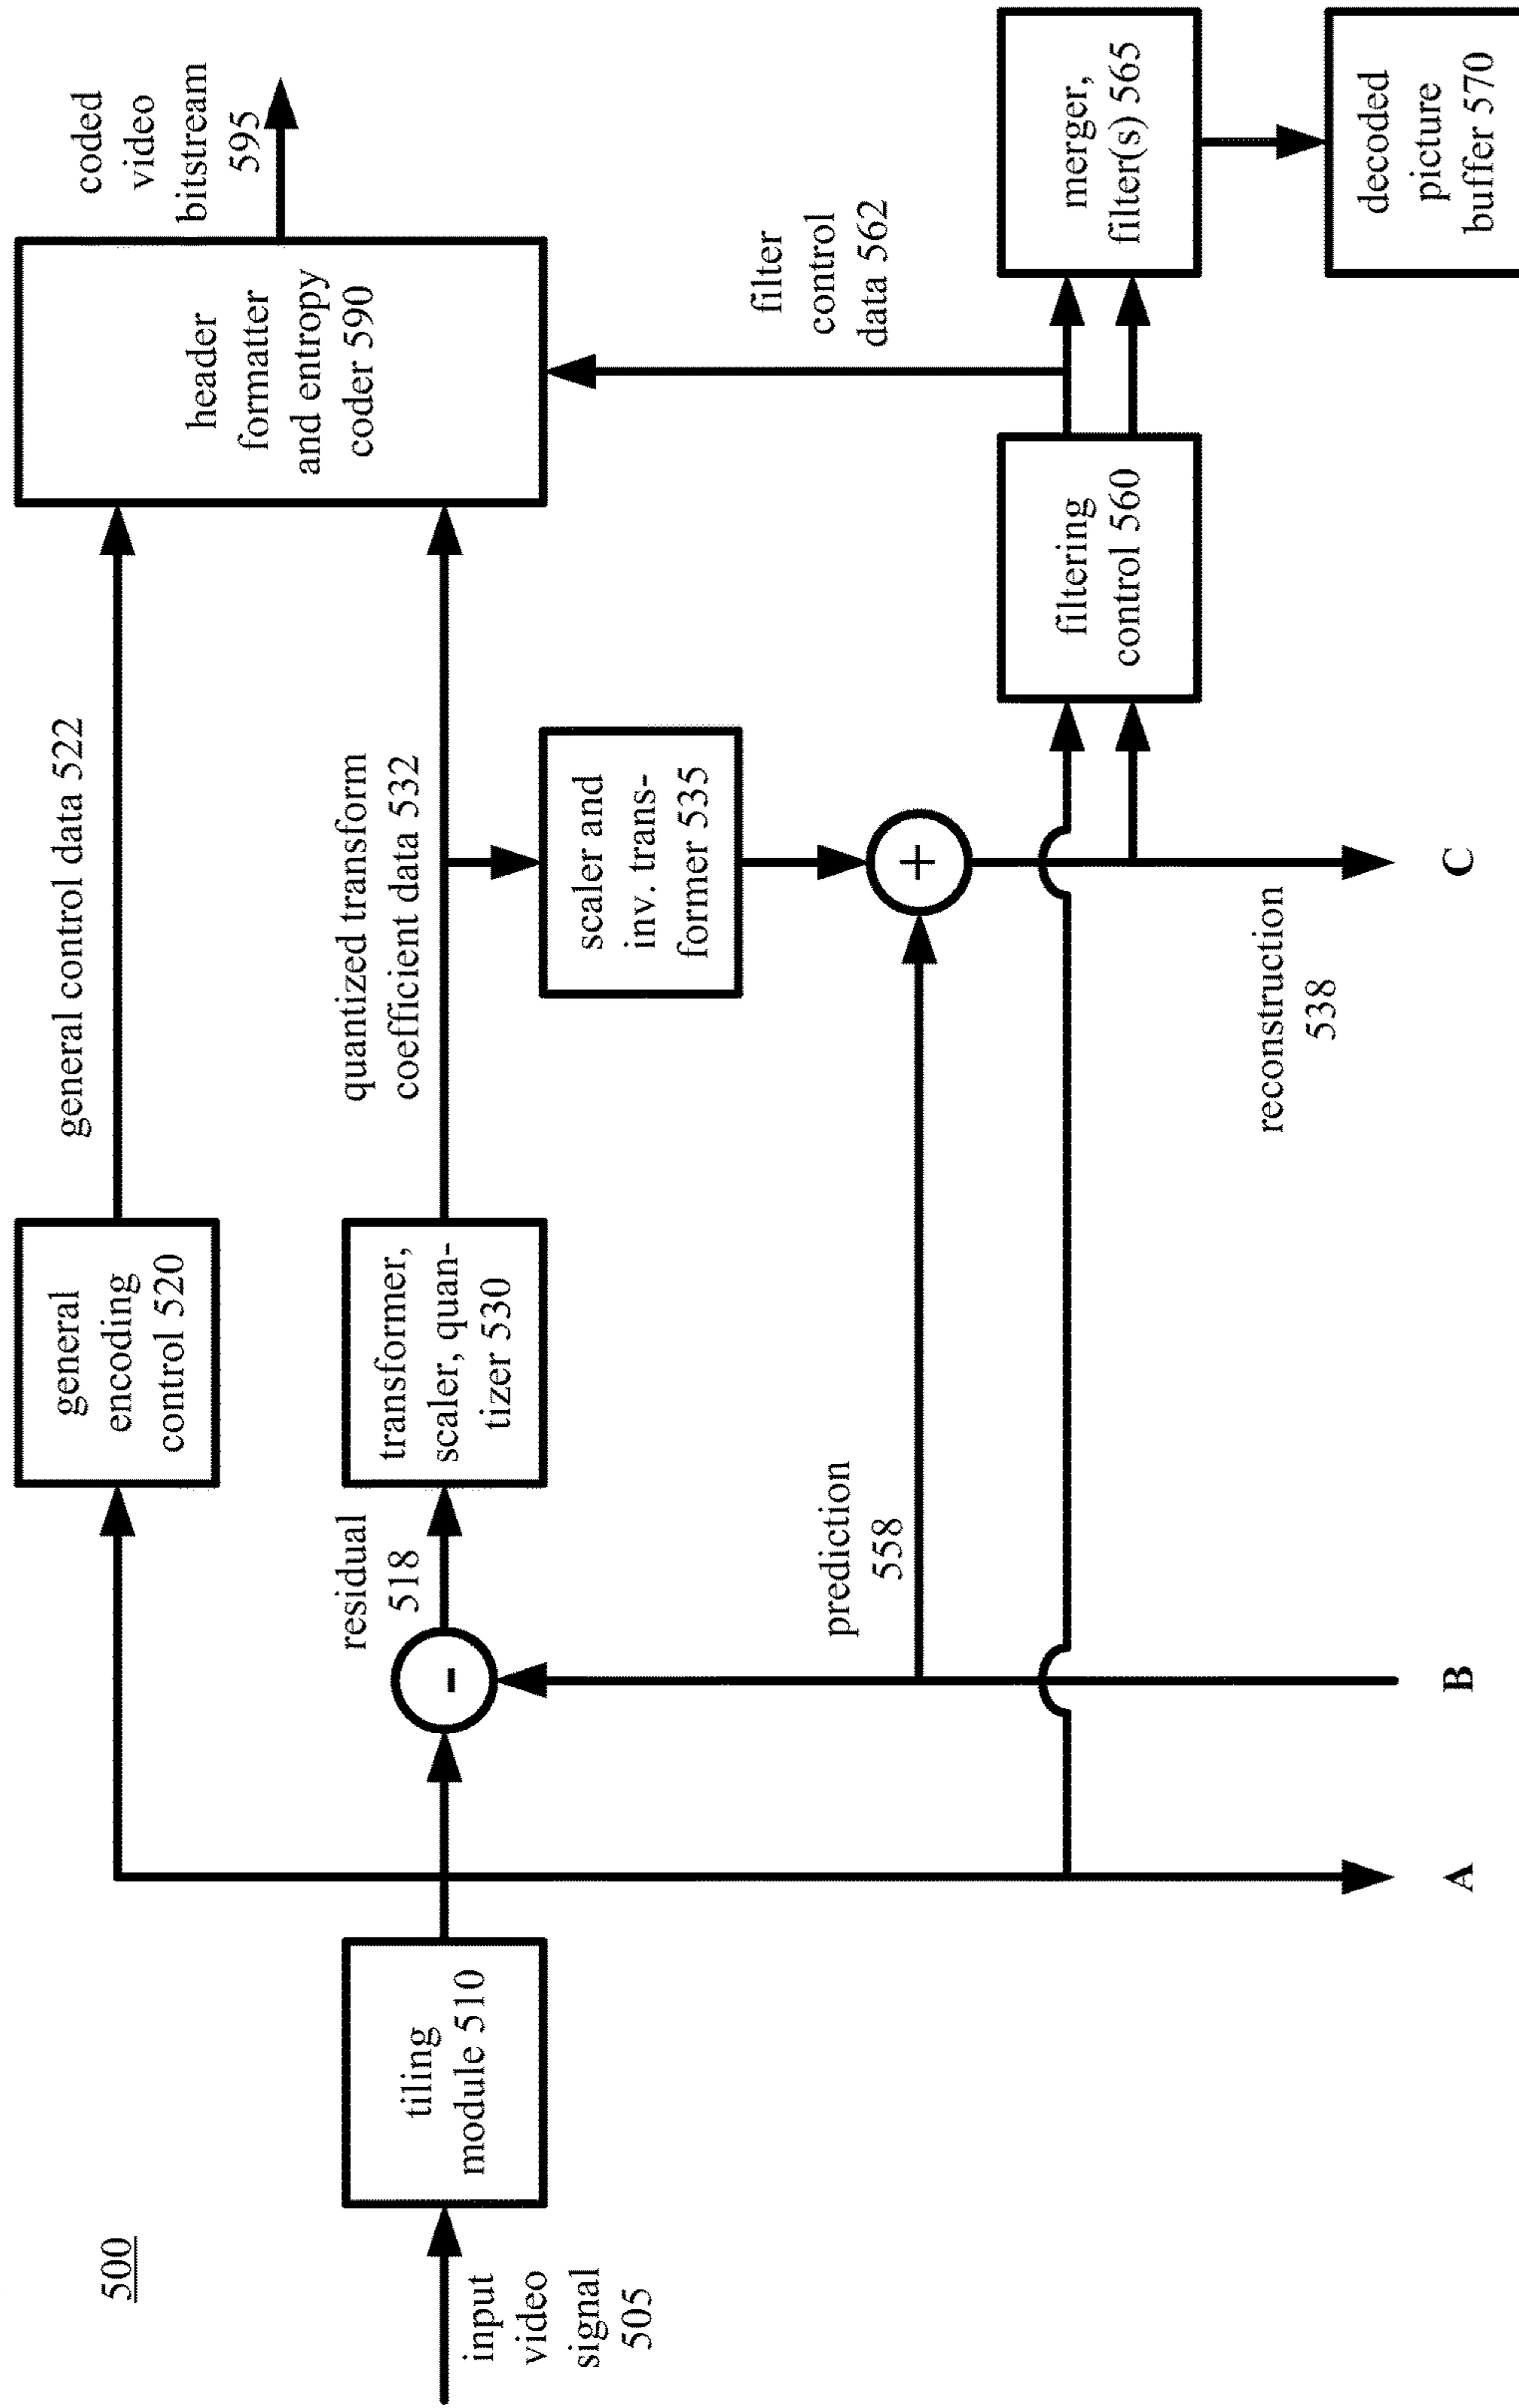 500
coded
video
bitstream
595
general control data 522
general
encoding
control 520
header
formatter
and entropy
coder 590
quantized transform
coefficient data 532
input
video
signal
505
tiling
module 510
-
residual
518
transformer,
scaler, quan-
tizer 530
scaler and
inv. trans-
former 535
filter
control
data 562
prediction
558
+
filtering
control 560
merger,
filter(s) 565
reconstruction
538
decoded
picture
buffer 570
A
B
C